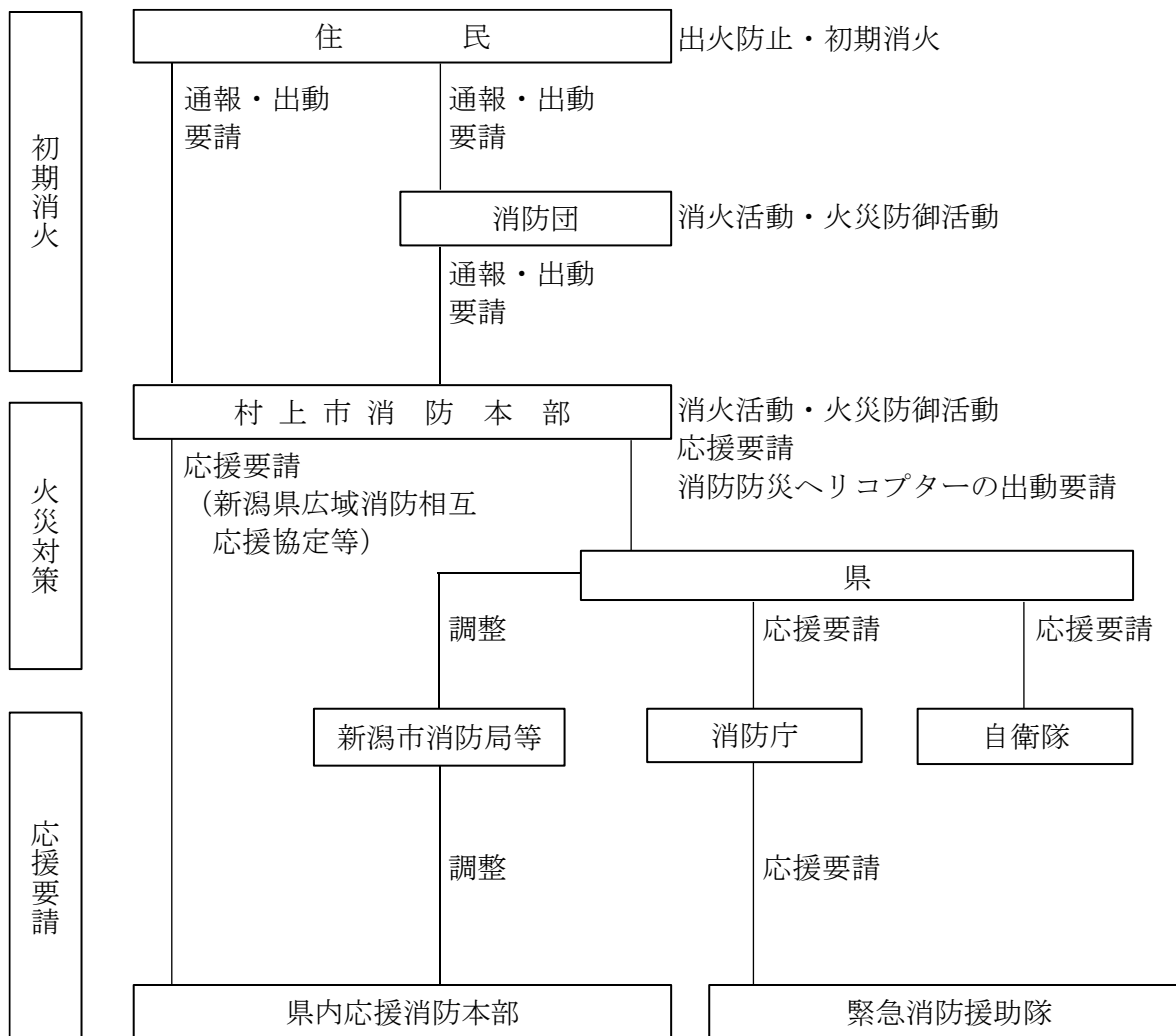 初期消火
住民
出火防止・初期消火
通報・出動
要請
通報・出動
要請
消防団
消火活動・火災防御活動
通報・出動
要請
火災対策
村上市消防本部
消火活動・火災防御活動
応援要請
消防防災ヘリコプターの出動要請
応援要請
（新潟県広域消防相互
応援協定等）
県
調整
応援要請
応援要請
応援要請
新潟市消防局等
消防庁
自衛隊
調整
応援要請
県内応援消防本部
緊急消防援助隊